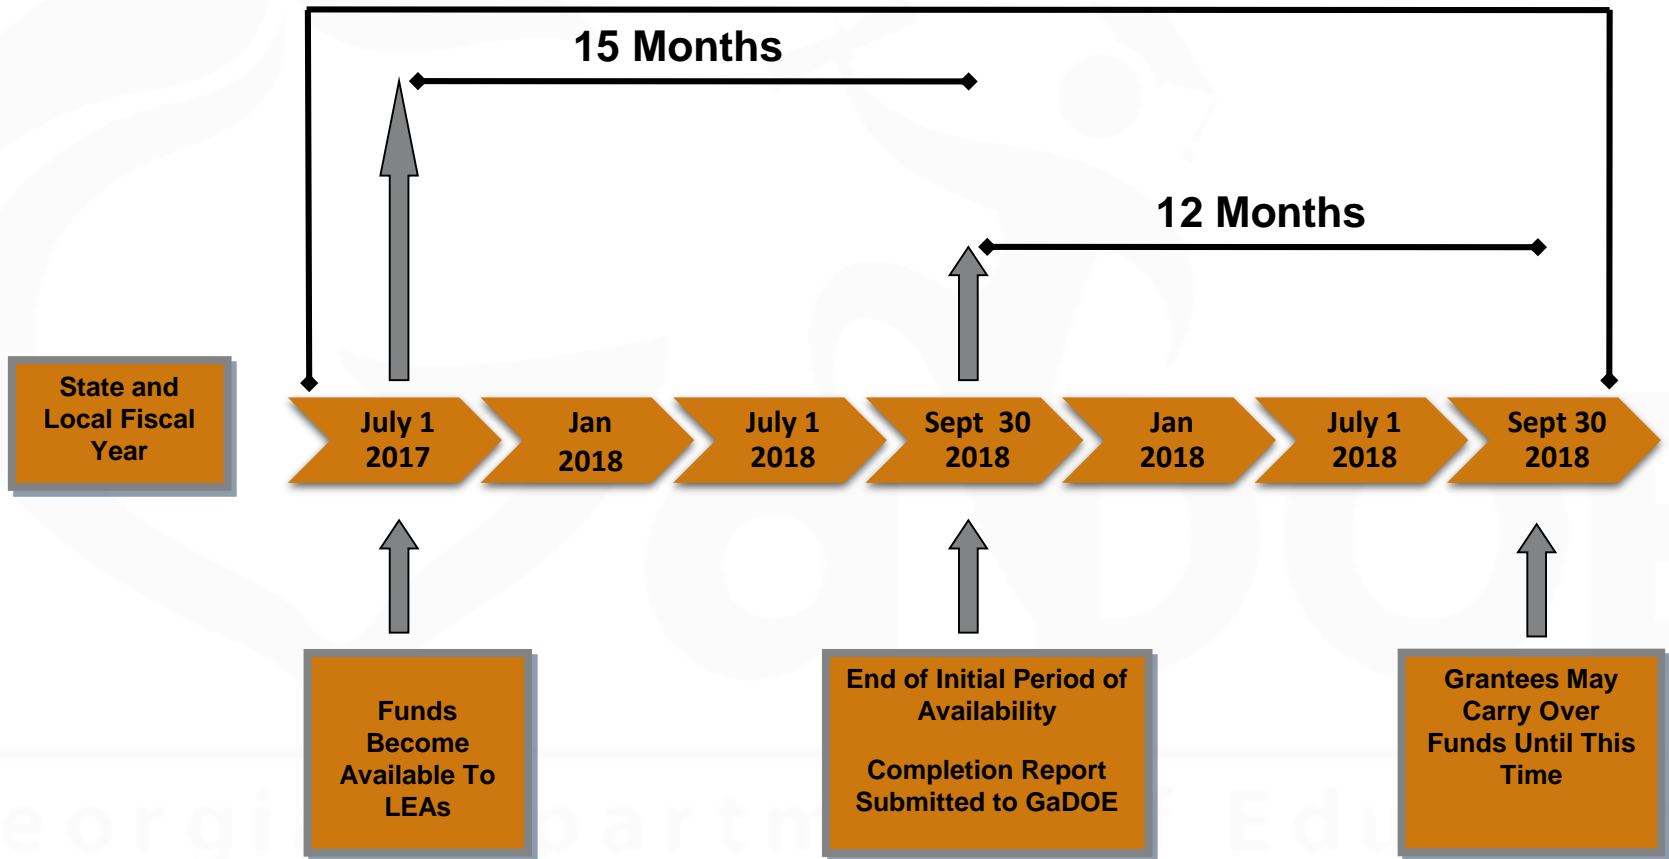 15 Months
12 Months
State and
Local Fiscal
Year
July 1
2017
Jan
2018
July 1
2018
Sept 30
2018
Jan
2018
July 1
2018
Sept 30
2018
Funds
Become
Available To
LEAs
End of Initial Period of
Availability
Completion Report
Submitted to GaDOE
Grantees May
Carry Over
Funds Until This
Time